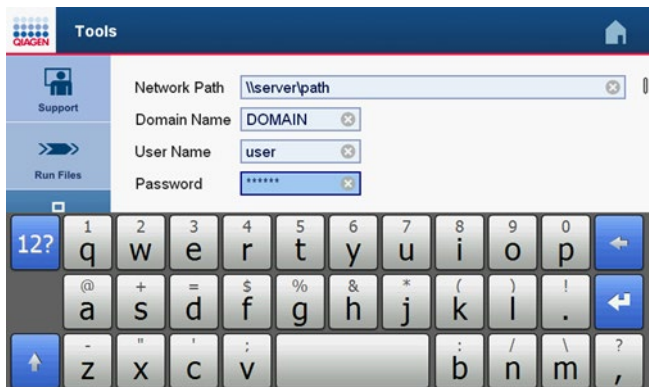 QIAGEN
Tools
Support
Run Files
Network Path \\server\path
Domain Name DOMAIN
User Name user
Password ******
12? 1 q 2 w 3 e 4 r 5 t 6 y 7 u 8 i 9 o 0 p
@ a + s = d $ f % g & h * j ( k ) l ! .
- z " x ' c ; v : b / n \ m ? ,